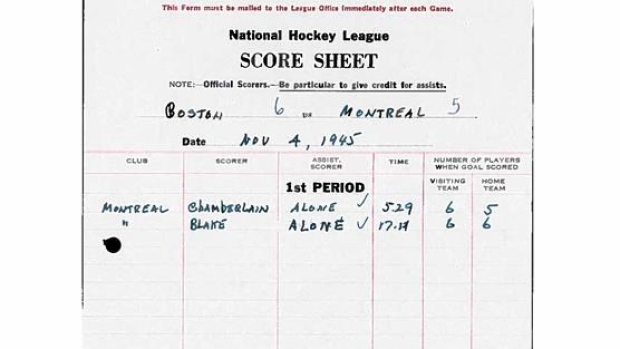 This Form must be mailed to the League Office immediately after each Game.
National Hockey League
SCORE SHEET
NOTE:—Official Scorers.—Be particular to give credit for assists.
BOSTON 6 vs MONTREAL 5
Date NOV 4, 1945
CLUB SCORER ASSIST. SCORER TIME NUMBER OF PLAYERS WHEN GOAL SCORED
VISITING TEAM HOME TEAM
1st PERIOD
MONTREAL CHAMBERLAIN ALONE ✓ 5.29 6 5
" BLAKE ALONE ✓ 17.11 6 6